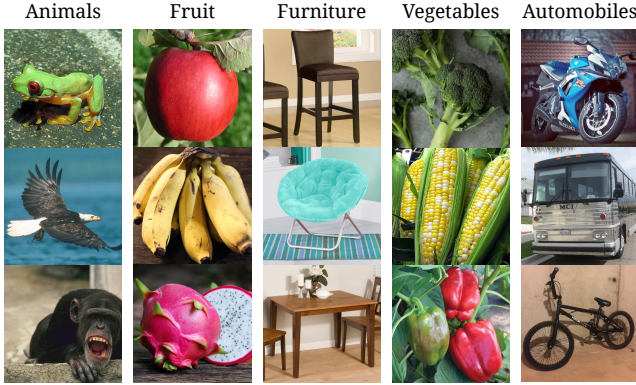 Animals
Fruit
Furniture
Vegetables
Automobiles
MCI